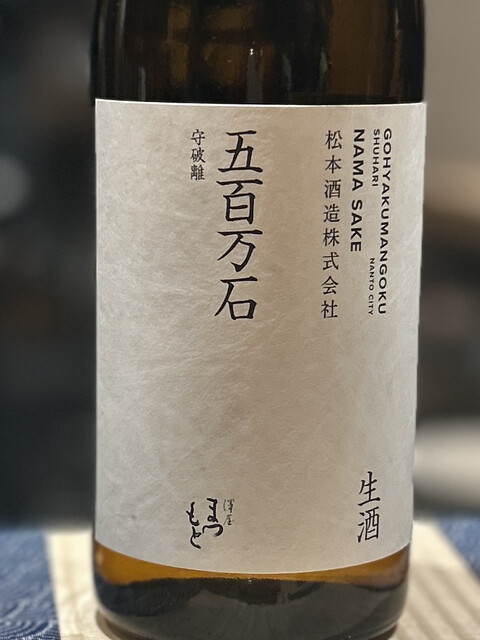 GOHYAKUMANGOKU
NANTO CITY
SHUHARI
NAMA SAKE
松本酒造株式会社
五百万石
守破離
生酒
澤屋
まつもと